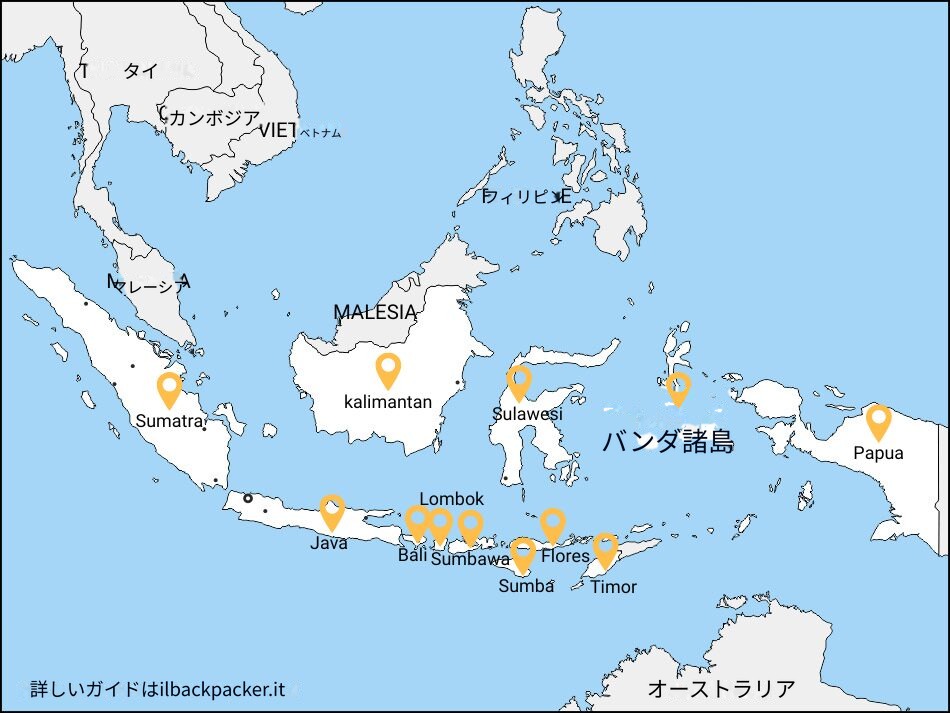 タイ
カンボジア
VIET ベトナム
フィリピン
マレーシア
MALESIA
kalimantan
Sumatra
Sulawesi
バンダ諸島
Papua
Lombok
Java
Bali
Sumbawa
Flores
Sumba
Timor
詳しいガイドはilbackpacker.it
オーストラリア